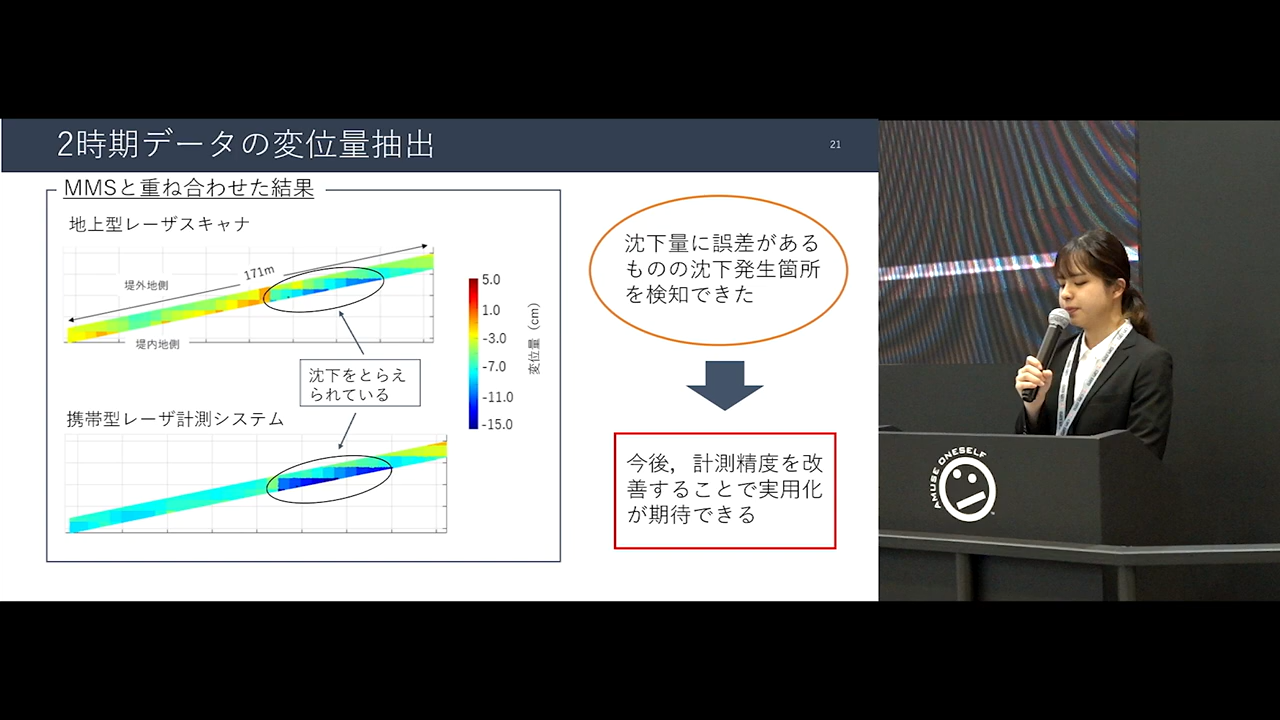 2時期データの変位量抽出
21
MMSと重ね合わせた結果
地上型レーザスキャナ
171m
堤外地側
堤内地側
沈下をとらえ
られている
携帯型レーザ計測システム
5.0
1.0
-3.0
-7.0
-11.0
-15.0
変位量（cm）
沈下量に誤差がある
ものの沈下発生箇所
を検知できた
今後，計測精度を改
善することで実用化
が期待できる
AMUSE ONESELF